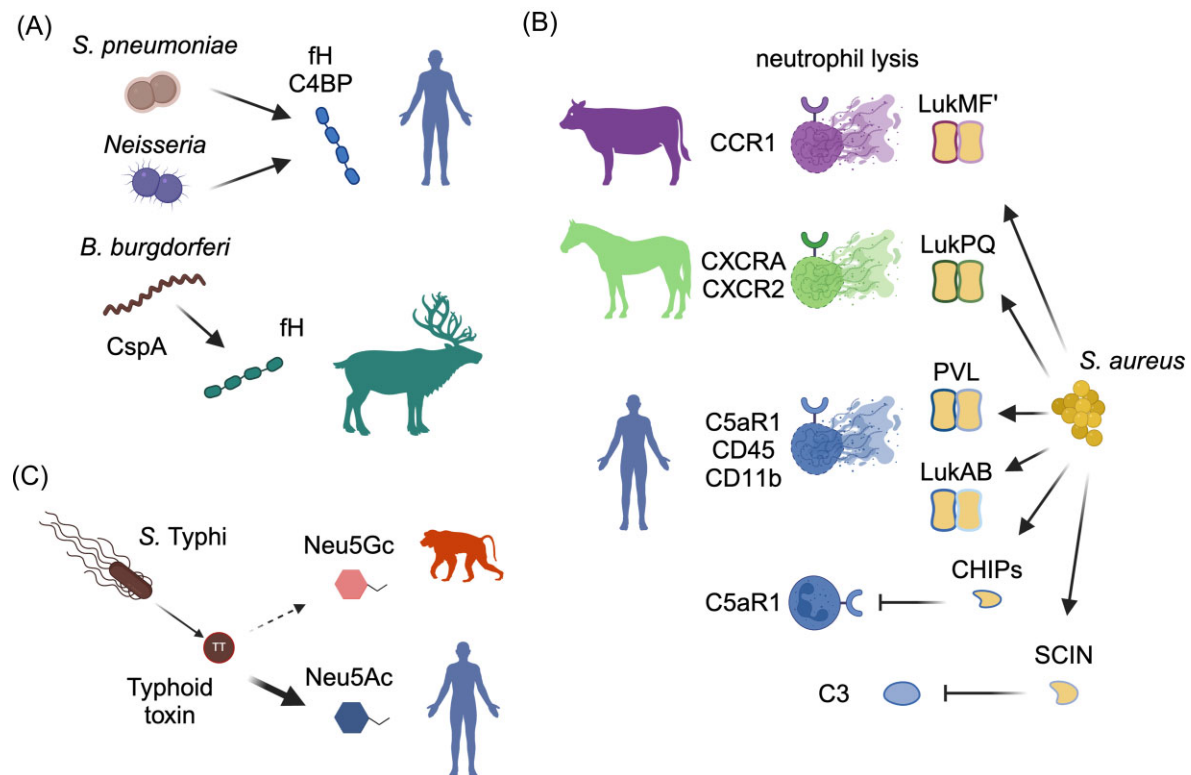 (A)
S. pneumoniae
Neisseria
fH
C4BP
B. burgdorferi
CspA
fH
(B)
neutrophil lysis
CCR1
LukMF'
CXCRA
CXCR2
LukPQ
S. aureus
PVL
C5aR1
CD45
CD11b
LukAB
CHIPs
C5aR1
SCIN
C3
(C)
S. Typhi
Neu5Gc
TT
Typhoid
toxin
Neu5Ac